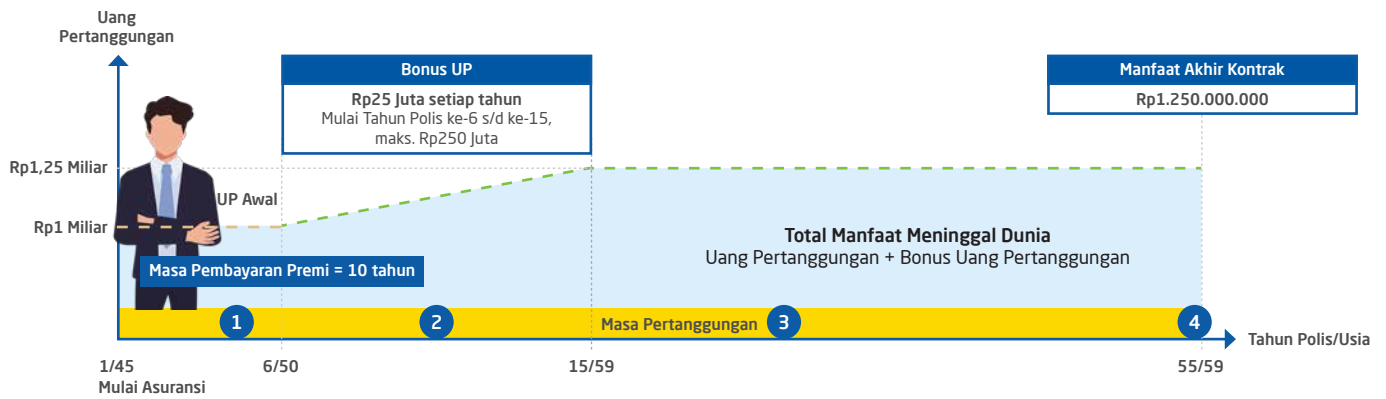 Uang
Pertanggungan
Bonus UP
Rp25 Juta setiap tahun
Mulai Tahun Polis ke-6 s/d ke-15,
maks. Rp250 Juta
Manfaat Akhir Kontrak
Rp1.250.000.000
Rp1,25 Miliar
UP Awal
Rp1 Miliar
Total Manfaat Meninggal Dunia
Uang Pertanggungan + Bonus Uang Pertanggungan
Masa Pembayaran Premi = 10 tahun
1
2
Masa Pertanggungan
3
4
Tahun Polis/Usia
1/45
6/50
15/59
55/59
Mulai Asuransi